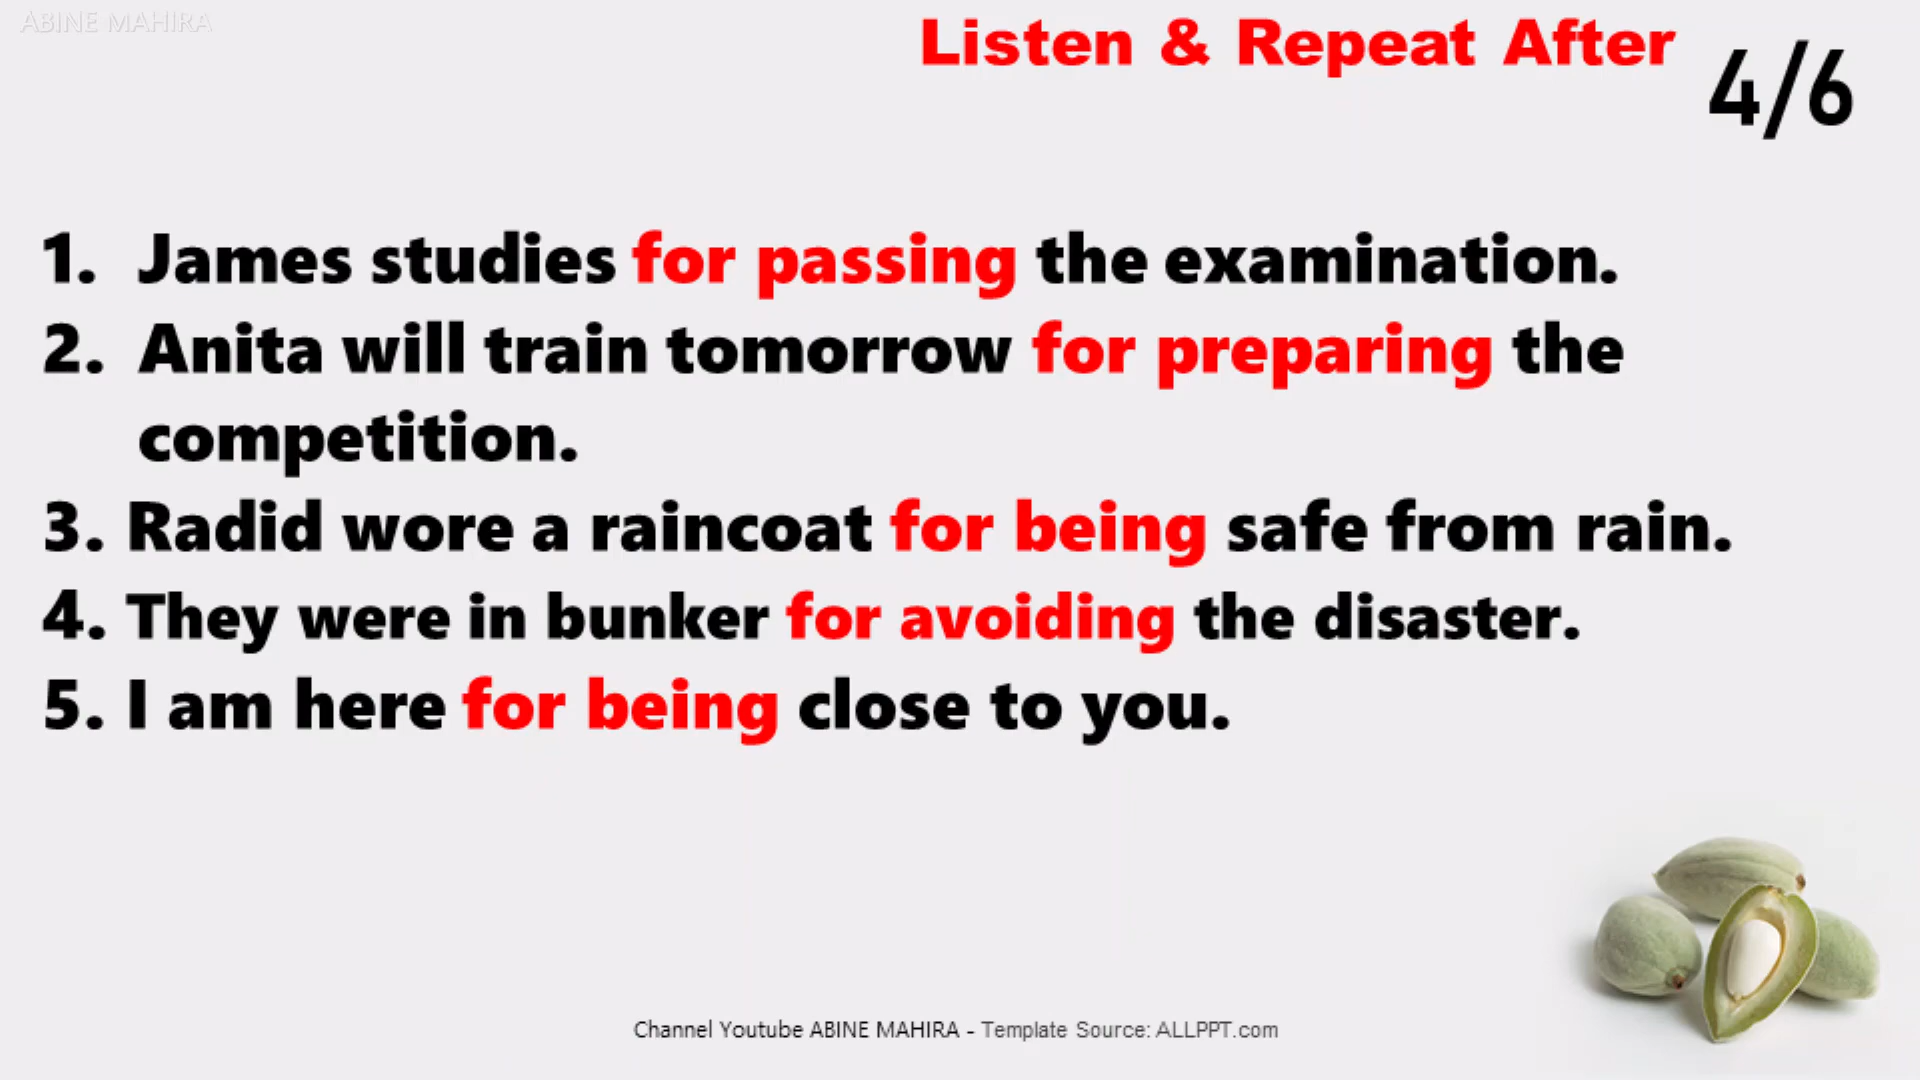 ABINE MAHIRA
Listen & Repeat After
4/6
1. James studies for passing the examination.
2. Anita will train tomorrow for preparing the
competition.
3. Radid wore a raincoat for being safe from rain.
4. They were in bunker for avoiding the disaster.
5. I am here for being close to you.
Channel Youtube ABINE MAHIRA - Template Source: ALLPPT.com